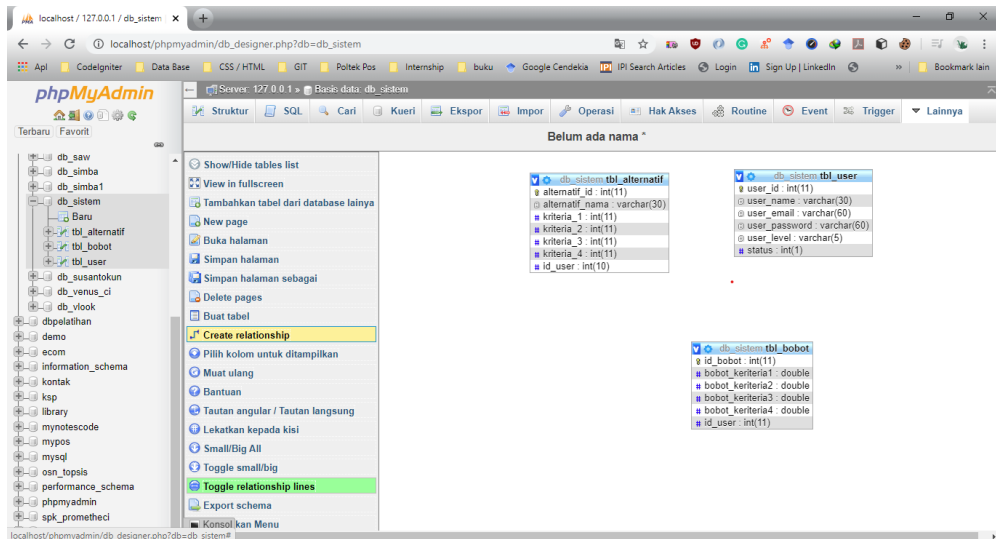 localhost / 127.0.0.1 / db_sistem
localhost/phpmyadmin/db_designer.php?db=db_sistem
Apl CodeIgniter Data Base CSS / HTML GIT Poltek Pos Internship buku Google Cendekia IPI Search Articles Login Sign Up | LinkedIn » Bookmark lain
phpMyAdmin
Terbaru Favorit
db_saw
db_simba
db_simba1
db_sistem
Baru
tbl_alternatif
tbl_bobot
tbl_user
db_susantokun
db_venus_ci
db_vlook
dbpelatihan
demo
ecom
information_schema
kontak
ksp
library
mynotescode
mypos
mysql
osn_topsis
performance_schema
phpmyadmin
spk_prometheci
Server: 127.0.0.1 » Basis data: db_sistem
Struktur SQL Cari Kueri Ekspor Impor Operasi Hak Akses Routine Event Trigger Lainnya
Belum ada nama *
Show/Hide tables list
View in fullscreen
Tambahkan tabel dari database lainya
New page
Buka halaman
Simpan halaman
Simpan halaman sebagai
Delete pages
Buat tabel
Create relationship
Pilih kolom untuk ditampilkan
Muat ulang
Bantuan
Tautan angular / Tautan langsung
Lekatkan kepada kisi
Small/Big All
Toggle small/big
Toggle relationship lines
Export schema
Konsol kan Menu
db_sistem tbl_alternatif
alternatif_id : int(11)
alternatif_nama : varchar(30)
kriteria_1 : int(11)
kriteria_2 : int(11)
kriteria_3 : int(11)
kriteria_4 : int(11)
id_user : int(10)
db_sistem tbl_user
user_id : int(11)
user_name : varchar(30)
user_email : varchar(60)
user_password : varchar(60)
user_level : varchar(5)
status : int(1)
db_sistem tbl_bobot
id_bobot : int(11)
bobot_keriteria1 : double
bobot_keriteria2 : double
bobot_keriteria3 : double
bobot_keriteria4 : double
id_user : int(11)
localhost/phpmyadmin/db_designer.php?db=db_sistem#